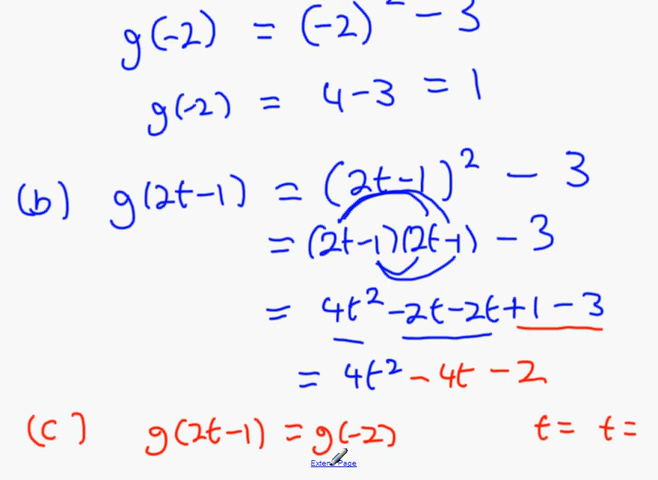 g(-2) = (-2)² - 3
g(-2) = 4-3 = 1
(b) g(2t-1) = (2t-1)² - 3
= (2t-1)(2t-1) - 3
= 4t² -2t-2t+1-3
= 4t² - 4t - 2
(c) g(2t-1) = g(-2) t= t=
Extend Page